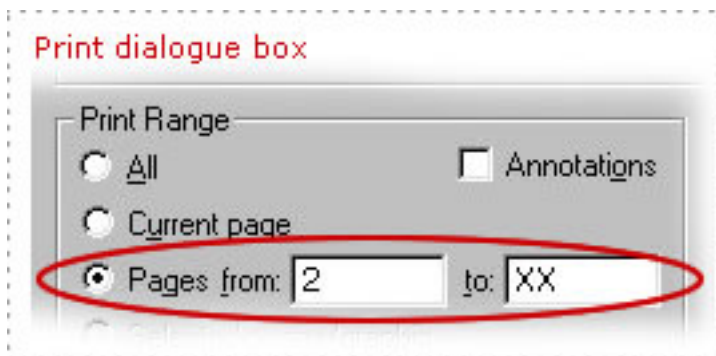 Print dialogue box
Print Range
All
Annotations
Current page
Pages from: 2 to: XX